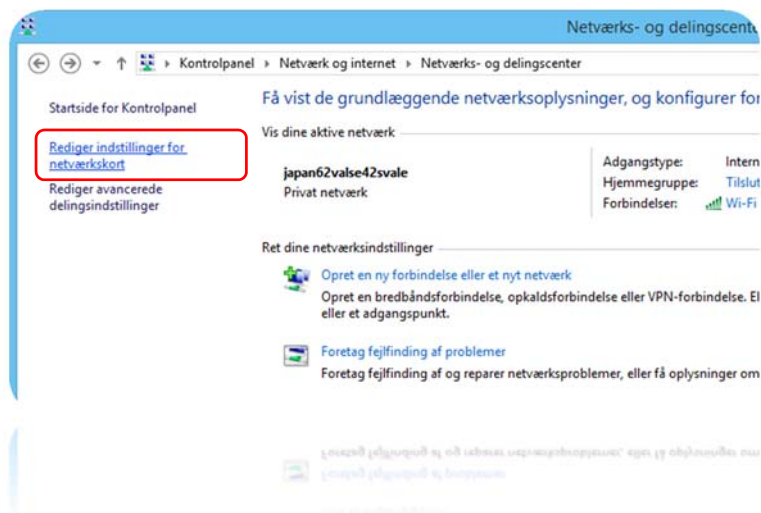 Netværks- og delingscente
Kontrolpanel ▸ Netværk og internet ▸ Netværks- og delingscenter
Startside for Kontrolpanel
Rediger indstillinger for
netværkskort
Rediger avancerede
delingsindstillinger
Få vist de grundlæggende netværksoplysninger, og konfigurer for
Vis dine aktive netværk
japan62valse42svale
Privat netværk
Adgangstype: Intern
Hjemmegruppe: Tilslut
Forbindelser: Wi-Fi
Ret dine netværksindstillinger
Opret en ny forbindelse eller et nyt netværk
Opret en bredbåndsforbindelse, opkaldsforbindelse eller VPN-forbindelse. El
eller et adgangspunkt.
Foretag fejlfinding af problemer
Foretag fejlfinding af og reparer netværksproblemer, eller få oplysninger om